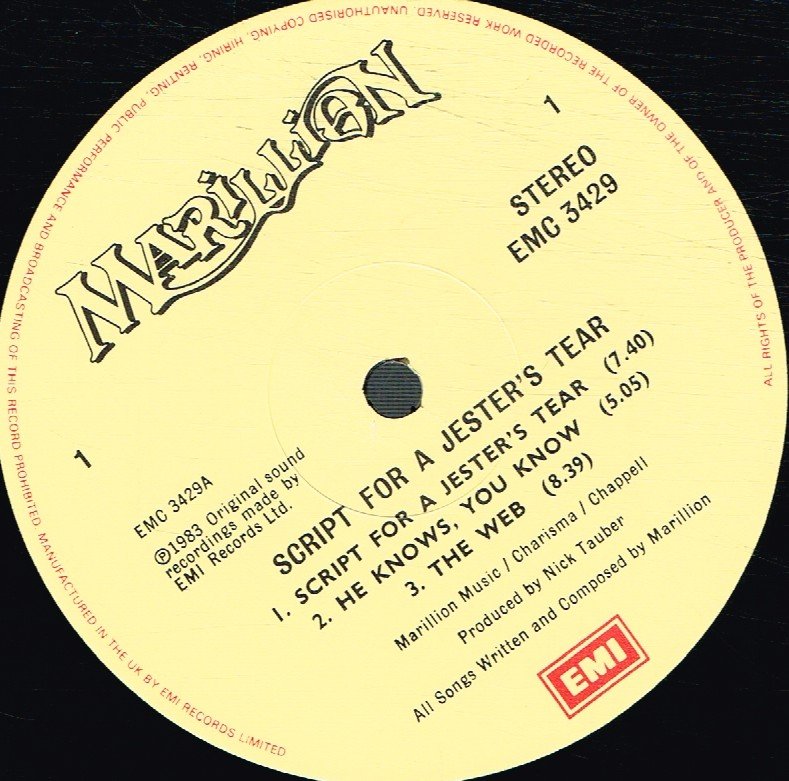 MARILLION
1
STEREO
EMC 3429
1
EMC 3429A
℗1983 Original sound
recordings made by
EMI Records Ltd.
SCRIPT FOR A JESTER'S TEAR
1. SCRIPT FOR A JESTER'S TEAR (7.40)
2. HE KNOWS, YOU KNOW (5.05)
3. THE WEB (8.39)
Marillion Music / Charisma / Chappell
Produced by Nick Tauber
All Songs Written and Composed by Marillion
EMI
ALL RIGHTS OF THE PRODUCER AND OF THE OWNER OF THE RECORDED WORK RESERVED. UNAUTHORISED COPYING, HIRING, RENTING, PUBLIC PERFORMANCE AND BROADCASTING OF THIS RECORD PROHIBITED. MANUFACTURED IN THE UK BY EMI RECORDS LIMITED